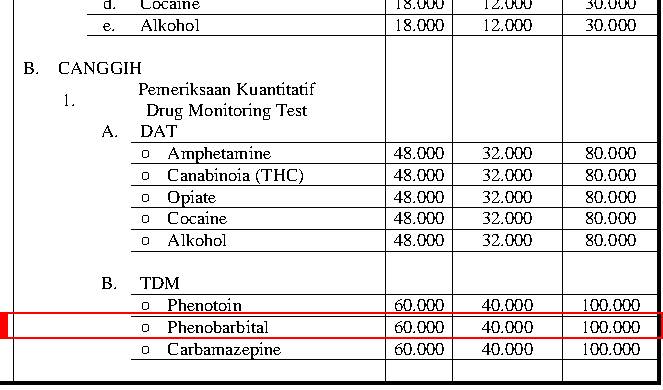 d. Cocaine 18.000 12.000 30.000
e. Alkohol 18.000 12.000 30.000
B. CANGGIH
1. Pemeriksaan Kuantitatif
Drug Monitoring Test
A. DAT
o Amphetamine 48.000 32.000 80.000
o Canabinoia (THC) 48.000 32.000 80.000
o Opiate 48.000 32.000 80.000
o Cocaine 48.000 32.000 80.000
o Alkohol 48.000 32.000 80.000
B. TDM
o Phenotoin 60.000 40.000 100.000
o Phenobarbital 60.000 40.000 100.000
o Carbamazepine 60.000 40.000 100.000